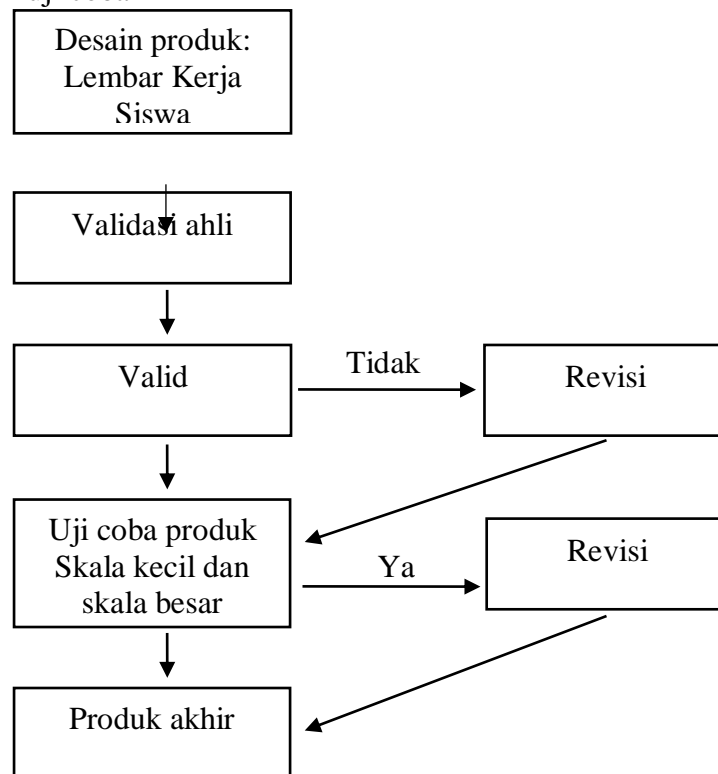 Desain produk:
Lembar Kerja
Siswa
Validasi ahli
Valid
Tidak
Revisi
Uji coba produk
Skala kecil dan
skala besar
Ya
Revisi
Produk akhir